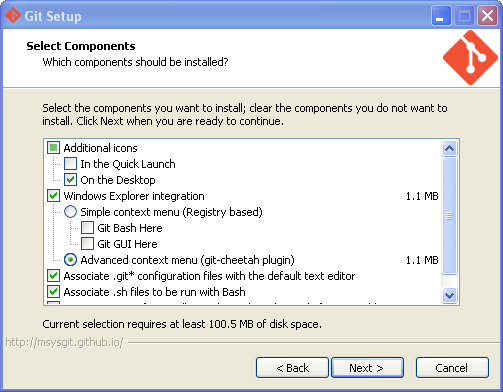 Git Setup
Select Components
Which components should be installed?
Select the components you want to install; clear the components you do not want to
install. Click Next when you are ready to continue.
Additional icons
In the Quick Launch
On the Desktop
Windows Explorer integration 1.1 MB
Simple context menu (Registry based)
Git Bash Here
Git GUI Here
Advanced context menu (git-cheetah plugin) 1.1 MB
Associate .git* configuration files with the default text editor
Associate .sh files to be run with Bash
Current selection requires at least 100.5 MB of disk space.
http://msysgit.github.io/
< Back Next > Cancel